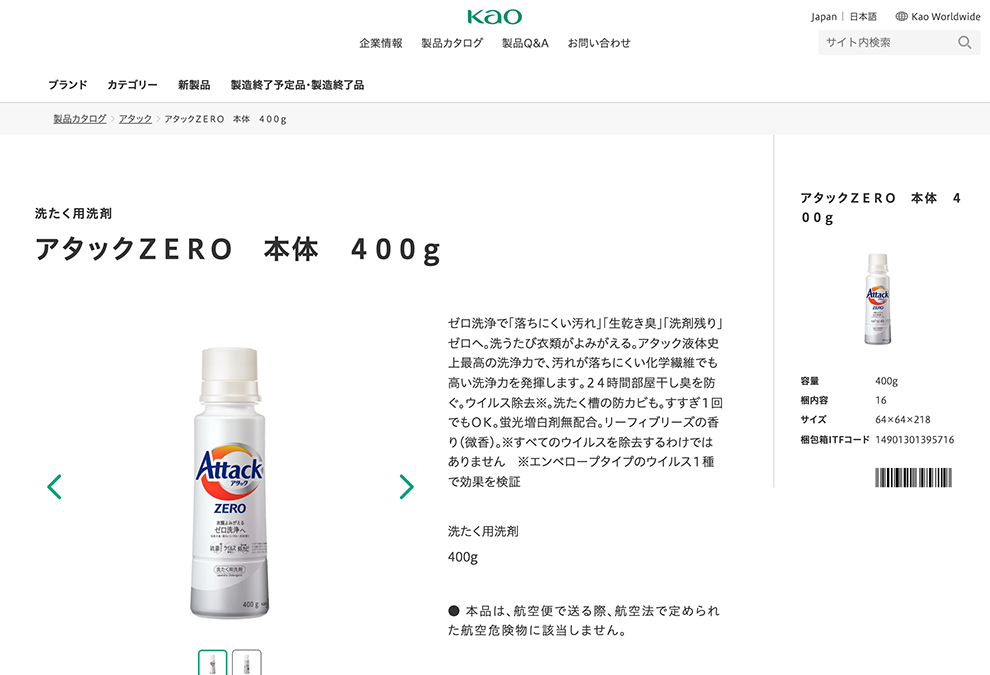 Kao
Japan
日本語
Kao Worldwide
企業情報
製品カタログ
製品Q&A
お問い合わせ
サイト内検索
ブランド
カテゴリー
新製品
製造終了予定品・製造終了品
製品カタログ > アタック > アタックＺＥＲＯ　本体　４００ｇ
洗たく用洗剤
アタックＺＥＲＯ　本体　４００ｇ
Attack
アタック
ZERO
衣類よみがえる
ゼロ洗浄へ
洗たく用洗剤
Laundry Detergent
400 g
ゼロ洗浄で「落ちにくい汚れ」「生乾き臭」「洗剤残り」
ゼロへ。洗うたび衣類がよみがえる。アタック液体史
上最高の洗浄力で、汚れが落ちにくい化学繊維でも
高い洗浄力を発揮します。２４時間部屋干し臭を防
ぐ。ウイルス除去※。洗たく槽の防カビも。すすぎ１回
でもＯＫ。蛍光増白剤無配合。リーフィブリーズの香
り（微香）。※すべてのウイルスを除去するわけでは
ありません　※エンベロープタイプのウイルス１種
で効果を検証
洗たく用洗剤
400g
● 本品は、航空便で送る際、航空法で定められ
た航空危険物に該当しません。
アタックＺＥＲＯ　本体　４
００ｇ
Attack
ZERO
容量 400g
梱内容 16
サイズ 64×64×218
梱包箱ITFコード 14901301395716